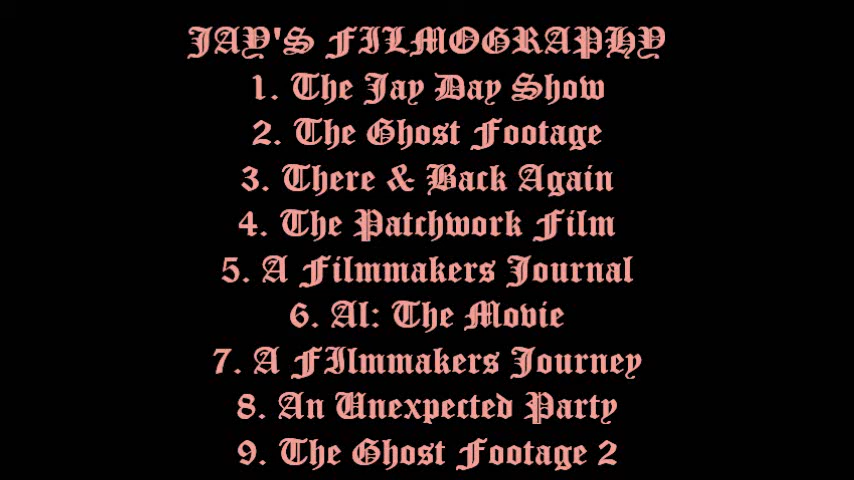 JAY'S FILMOGRAPHY
1. The Jay Day Show
2. The Ghost Footage
3. There & Back Again
4. The Patchwork Film
5. A Filmmakers Journal
6. Al: The Movie
7. A FIlmmakers Journey
8. An Unexpected Party
9. The Ghost Footage 2